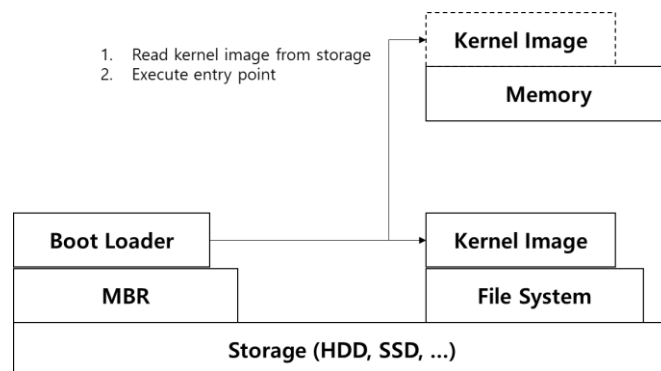 1. Read kernel image from storage
2. Execute entry point
Kernel Image
Memory
Boot Loader
Kernel Image
MBR
File System
Storage (HDD, SSD, ...)